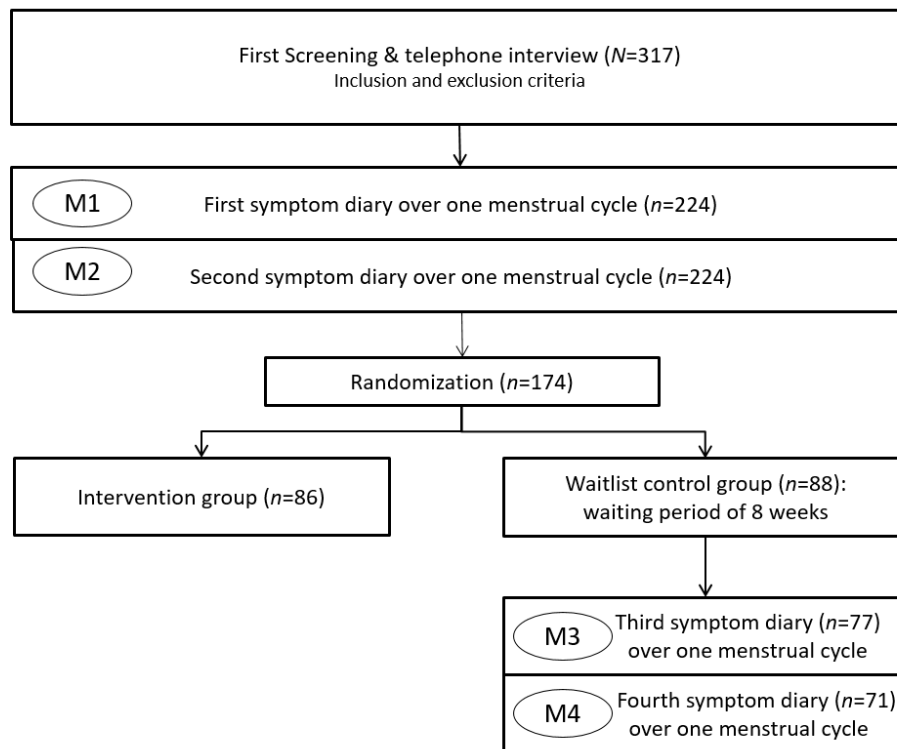 First Screening & telephone interview (N=317)
Inclusion and exclusion criteria
M1
First symptom diary over one menstrual cycle (n=224)
M2
Second symptom diary over one menstrual cycle (n=224)
Randomization (n=174)
Intervention group (n=86)
Waitlist control group (n=88):
waiting period of 8 weeks
M3
Third symptom diary (n=77)
over one menstrual cycle
M4
Fourth symptom diary (n=71)
over one menstrual cycle